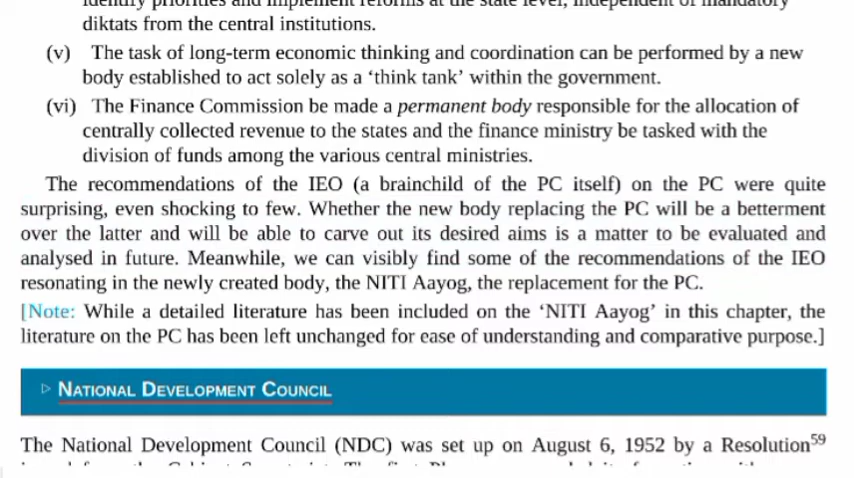 diktats from the central institutions.
(v) The task of long-term economic thinking and coordination can be performed by a new
body established to act solely as a ‘think tank’ within the government.
(vi) The Finance Commission be made a permanent body responsible for the allocation of
centrally collected revenue to the states and the finance ministry be tasked with the
division of funds among the various central ministries.
The recommendations of the IEO (a brainchild of the PC itself) on the PC were quite
surprising, even shocking to few. Whether the new body replacing the PC will be a betterment
over the latter and will be able to carve out its desired aims is a matter to be evaluated and
analysed in future. Meanwhile, we can visibly find some of the recommendations of the IEO
resonating in the newly created body, the NITI Aayog, the replacement for the PC.
[Note: While a detailed literature has been included on the ‘NITI Aayog’ in this chapter, the
literature on the PC has been left unchanged for ease of understanding and comparative purpose.]
▷ NATIONAL DEVELOPMENT COUNCIL
The National Development Council (NDC) was set up on August 6, 1952 by a Resolution59